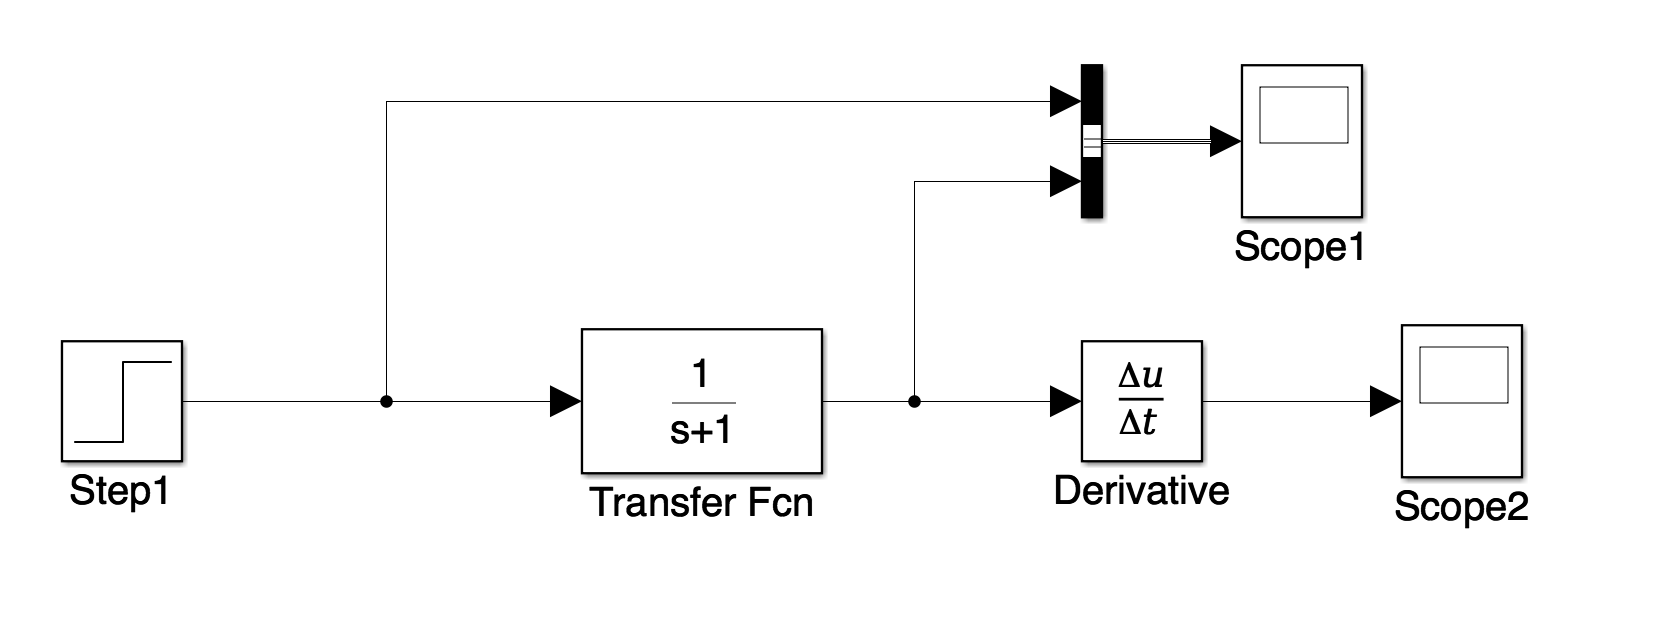 Scope1
1
s+1
Δu
Δt
Step1
Transfer Fcn
Derivative
Scope2